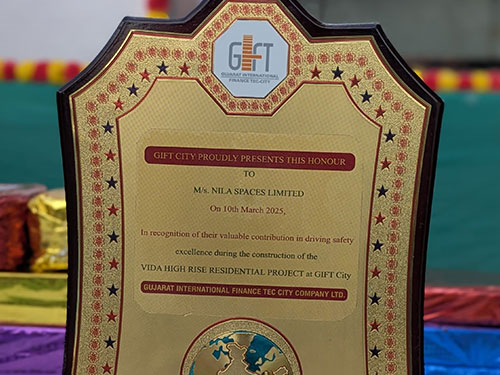 GIFT
GUJARAT INTERNATIONAL
FINANCE TEC-CITY
GIFT CITY PROUDLY PRESENTS THIS HONOUR
TO
M/s. NILA SPACES LIMITED
On 10th March 2025,
In recognition of their valuable contribution in driving safety
excellence during the construction of the
VIDA HIGH RISE RESIDENTIAL PROJECT at GIFT City
GUJARAT INTERNATIONAL FINANCE TEC CITY COMPANY LTD.